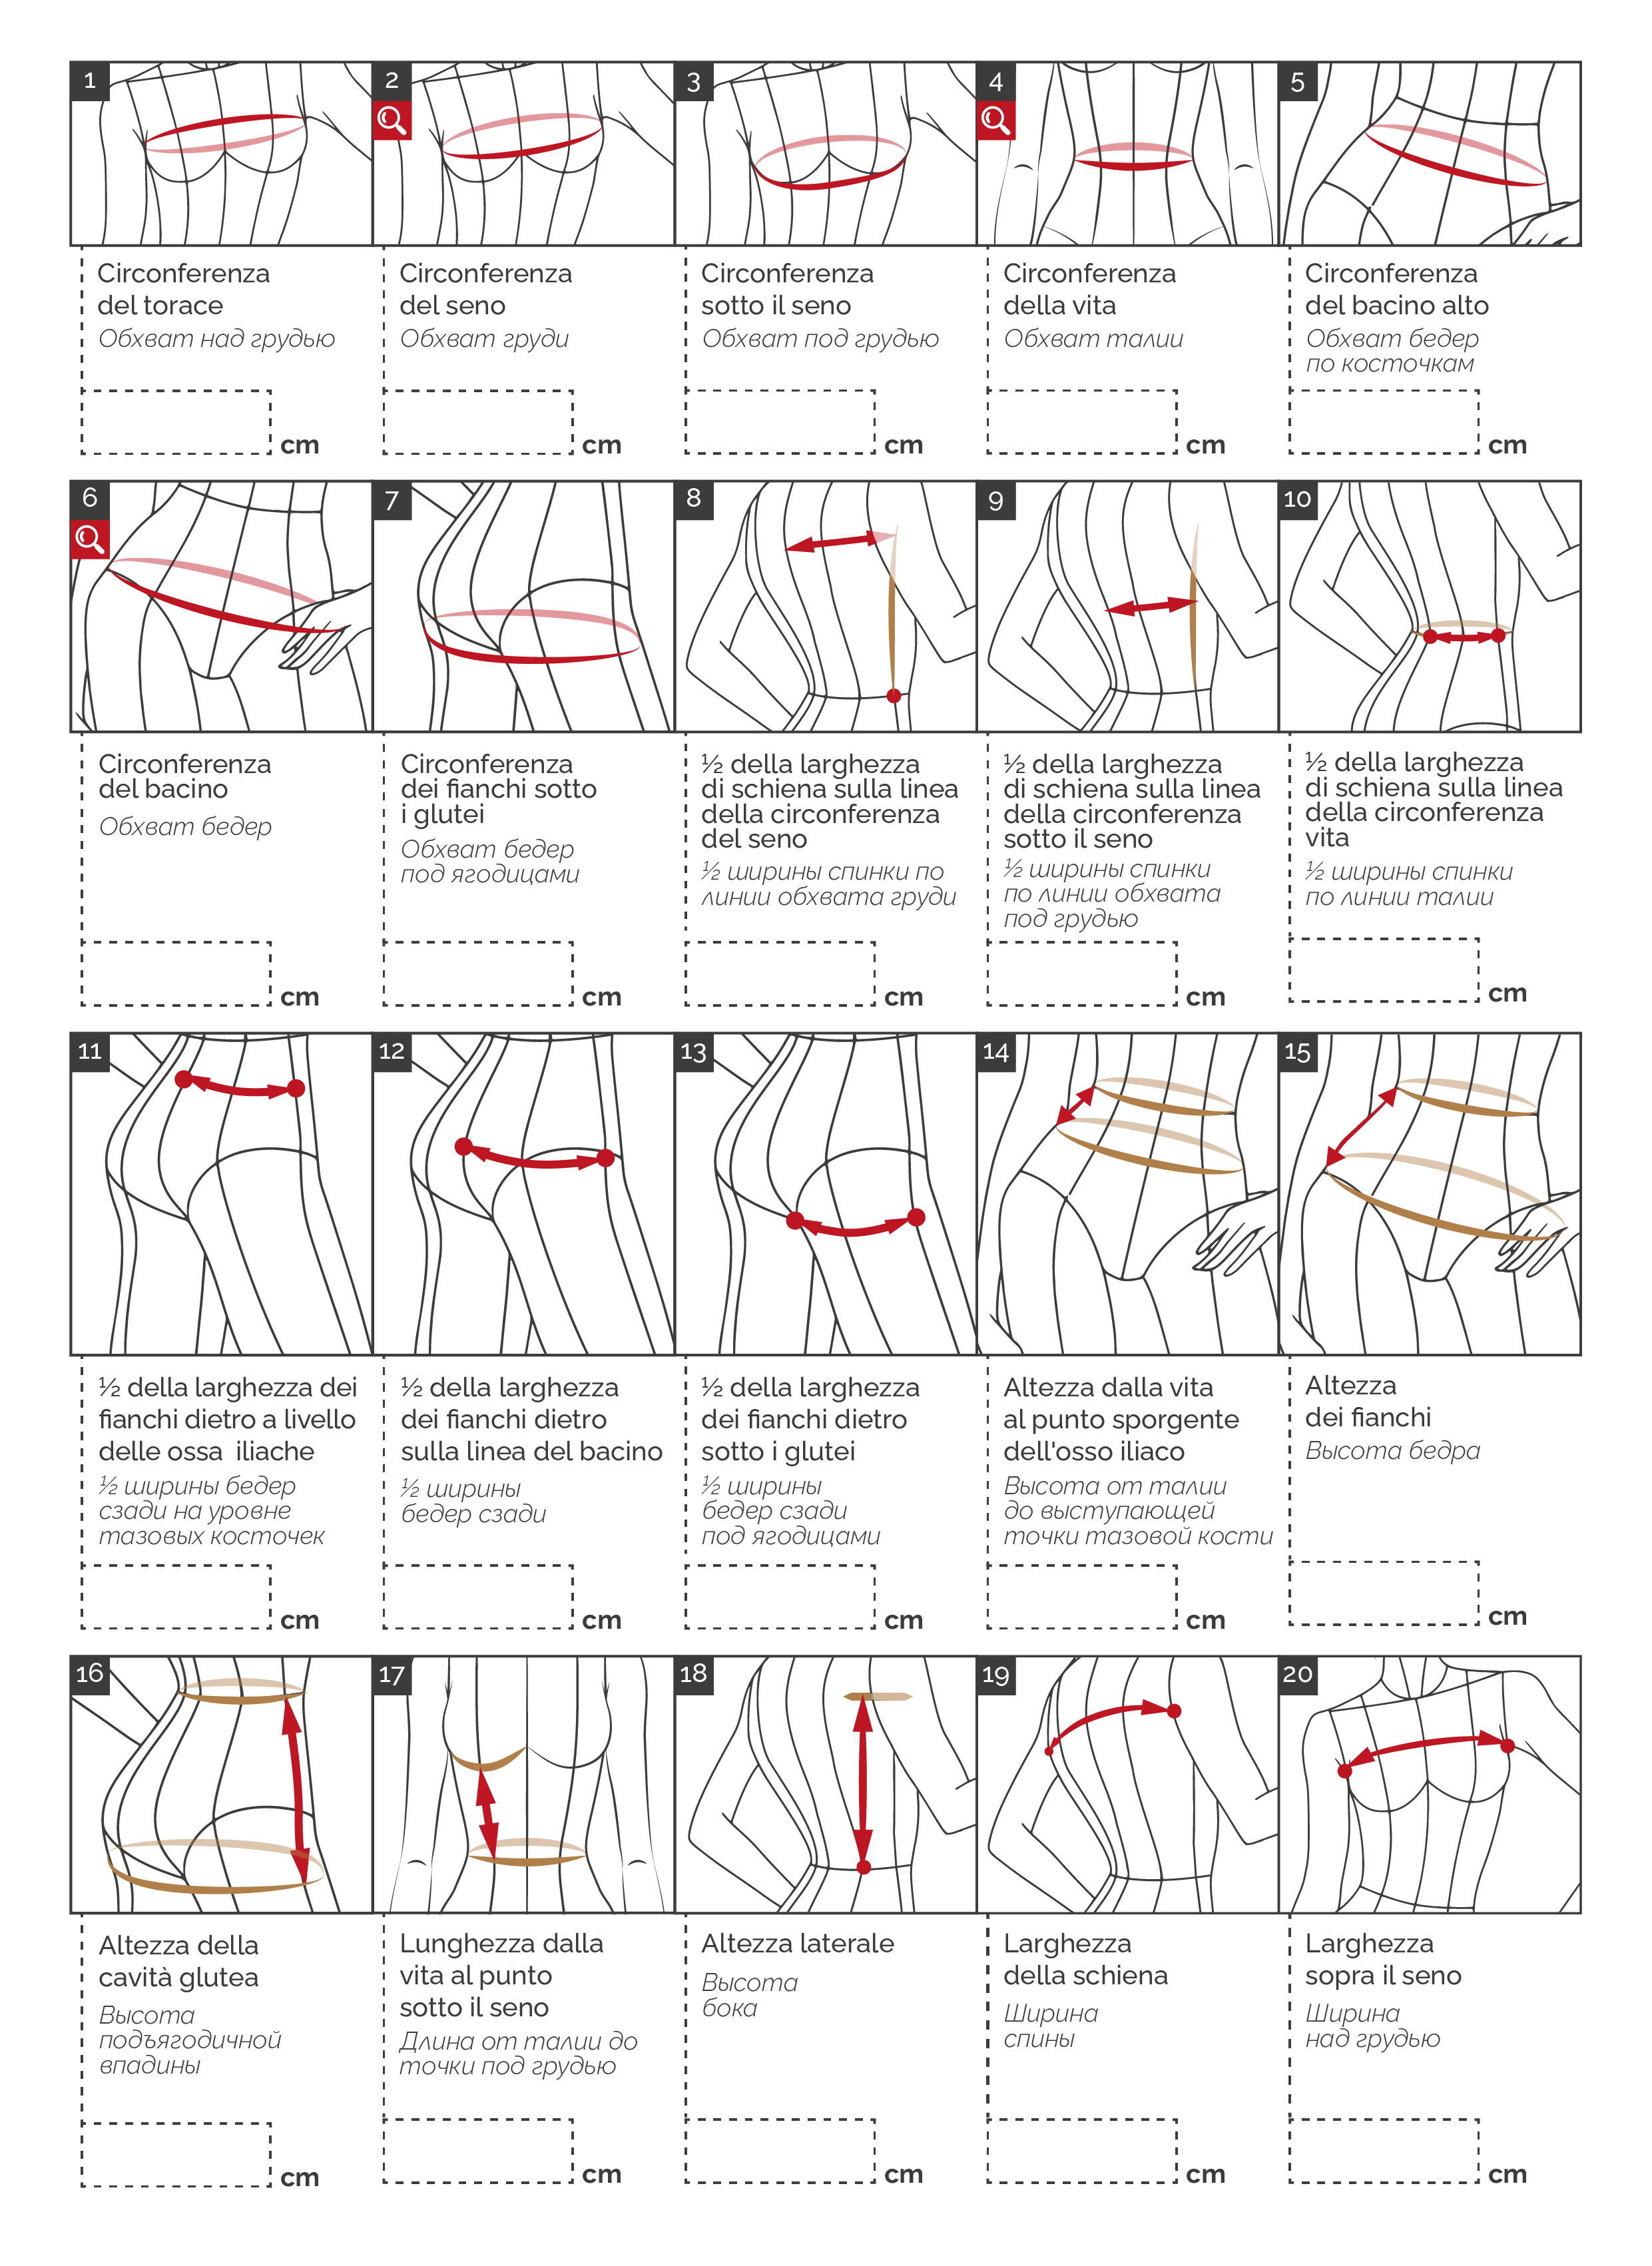 1
2
3
4
5
Circonferenza
del torace
Обхват над грудью
cm
Circonferenza
del seno
Обхват груди
cm
Circonferenza
sotto il seno
Обхват под грудью
cm
Circonferenza
della vita
Обхват талии
cm
Circonferenza
del bacino alto
Обхват бедер
по косточкам
cm
6
7
8
9
10
Circonferenza
del bacino
Обхват бедер
cm
Circonferenza
dei fianchi sotto
i glutei
Обхват бедер
под ягодицами
cm
½ della larghezza
di schiena sulla linea
della circonferenza
del seno
½ ширины спинки по
линии обхвата груди
cm
½ della larghezza
di schiena sulla linea
della circonferenza
sotto il seno
½ ширины спинки
по линии обхвата
под грудью
cm
½ della larghezza
di schiena sulla linea
della circonferenza
vita
½ ширины спинки
по линии талии
cm
11
12
13
14
15
½ della larghezza dei
fianchi dietro a livello
delle ossa iliache
½ ширины бедер
сзади на уровне
тазовых косточек
cm
½ della larghezza
dei fianchi dietro
sulla linea del bacino
½ ширины
бедер сзади
cm
½ della larghezza
dei fianchi dietro
sotto i glutei
½ ширины
бедер сзади
под ягодицами
cm
Altezza dalla vita
al punto sporgente
dell'osso iliaco
Высота от талии
до выступающей
точки тазовой кости
cm
Altezza
dei fianchi
Высота бедра
cm
16
17
18
19
20
Altezza della
cavità glutea
Высота
подъягодичной
впадины
cm
Lunghezza dalla
vita al punto
sotto il seno
Длина от талии до
точки под грудью
cm
Altezza laterale
Высота
бока
cm
Larghezza
della schiena
Ширина
спины
cm
Larghezza
sopra il seno
Ширина
над грудью
cm